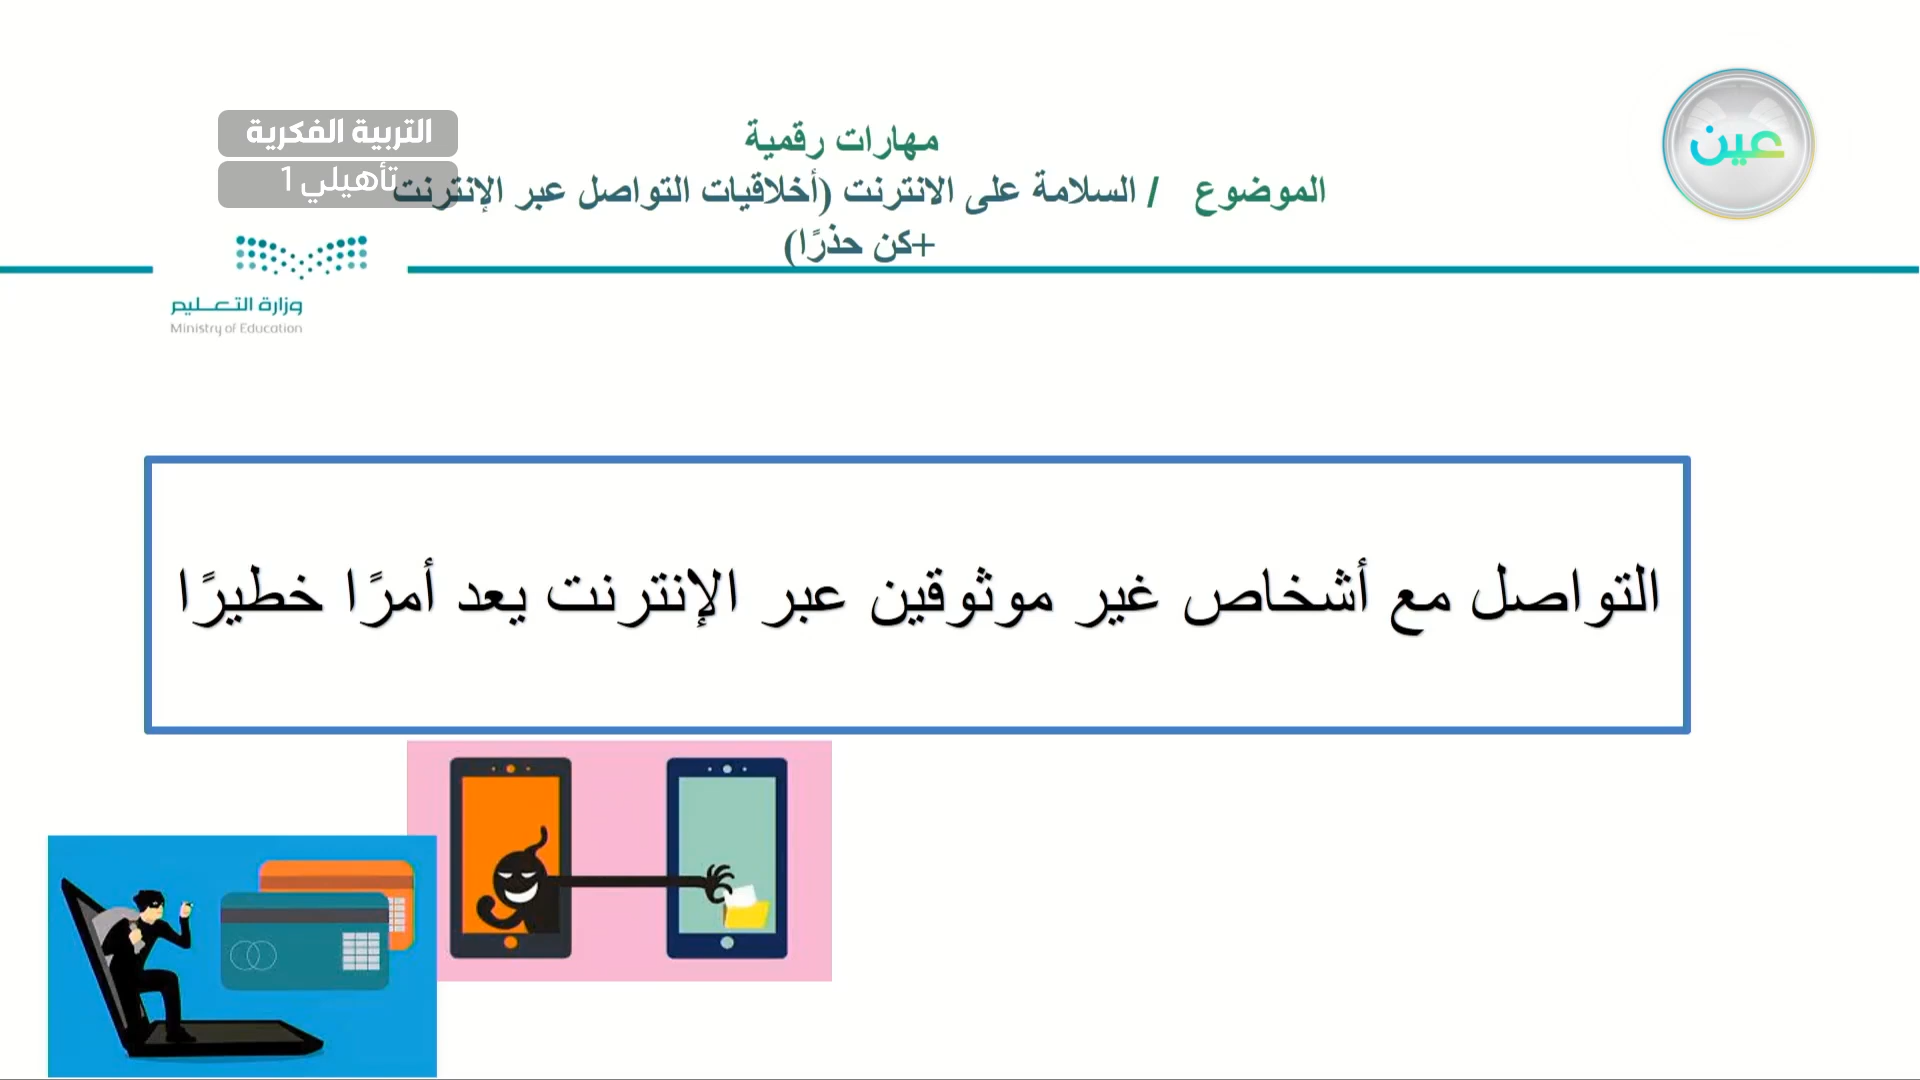 مهارات رقمية
الموضوع / السلامة على الانترنت (أخلاقيات التواصل عبر الإنترنت
+كن حذرًا)
التربية الفكرية
تأهيلي 1
عين
وزارة التعليم
Ministry of Education
التواصل مع أشخاص غير موثوقين عبر الإنترنت يعد أمرًا خطيرًا